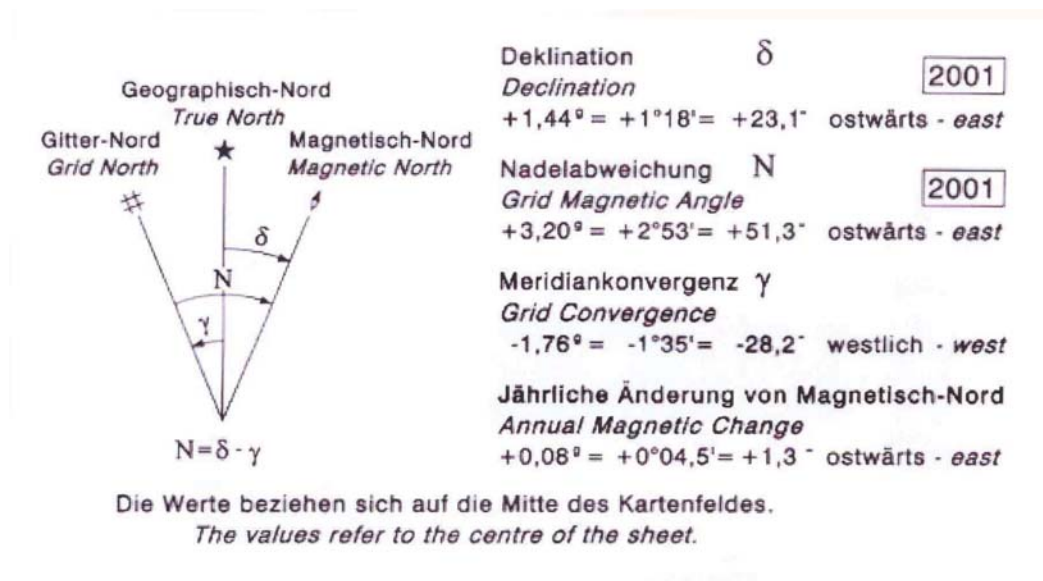 Geographisch-Nord
True North
Gitter-Nord
Grid North
Magnetisch-Nord
Magnetic North
δ
N
γ
N=δ - γ
Deklination δ
Declination
2001
+1,44ᵍ = +1°18'= +23,1⁻ ostwärts - east
Nadelabweichung N
Grid Magnetic Angle
2001
+3,20ᵍ = +2°53'= +51,3⁻ ostwärts - east
Meridiankonvergenz γ
Grid Convergence
-1,76ᵍ = -1°35'= -28,2⁻ westlich - west
Jährliche Änderung von Magnetisch-Nord
Annual Magnetic Change
+0,08ᵍ = +0°04,5'= +1,3⁻ ostwärts - east
Die Werte beziehen sich auf die Mitte des Kartenfeldes.
The values refer to the centre of the sheet.